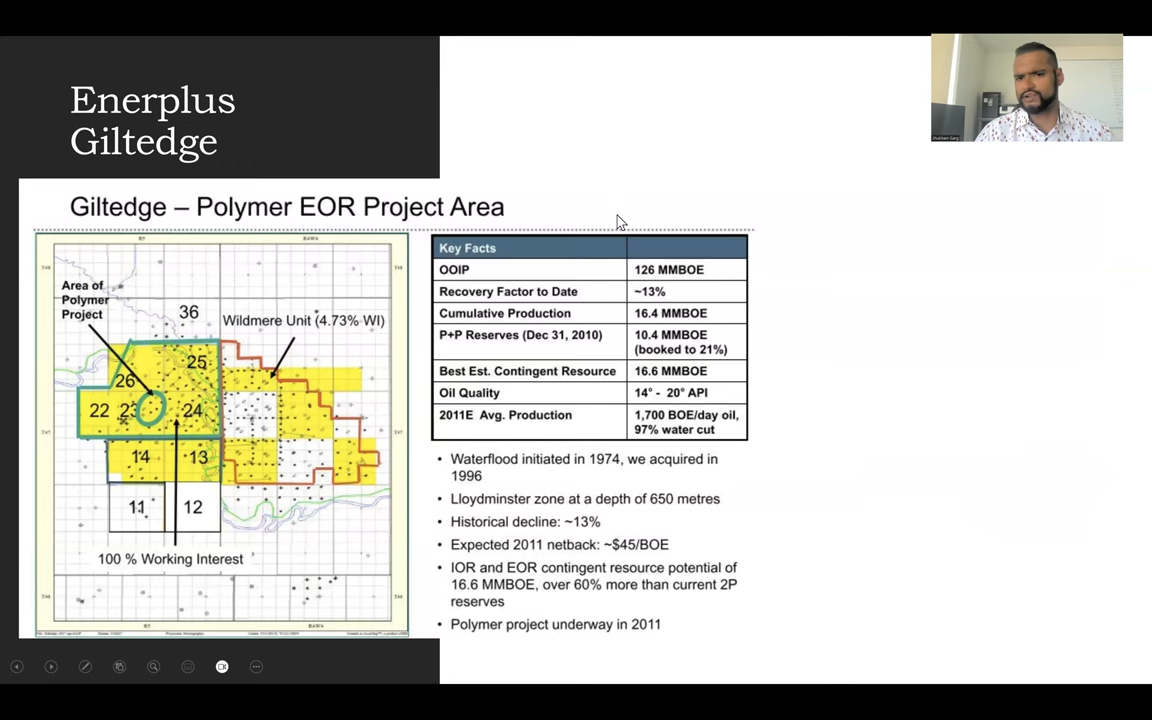 Enerplus
Giltedge
Giltedge – Polymer EOR Project Area
Area of
Polymer
Project
36
Wildmere Unit (4.73% WI)
25
26
22
23
24
14
13
11
12
100 % Working Interest
Key Facts
OOIP 126 MMBOE
Recovery Factor to Date ~13%
Cumulative Production 16.4 MMBOE
P+P Reserves (Dec 31, 2010) 10.4 MMBOE
(booked to 21%)
Best Est. Contingent Resource 16.6 MMBOE
Oil Quality 14° - 20° API
2011E Avg. Production 1,700 BOE/day oil,
97% water cut
• Waterflood initiated in 1974, we acquired in
1996
• Lloydminster zone at a depth of 650 metres
• Historical decline: ~13%
• Expected 2011 netback: ~$45/BOE
• IOR and EOR contingent resource potential of
16.6 MMBOE, over 60% more than current 2P
reserves
• Polymer project underway in 2011